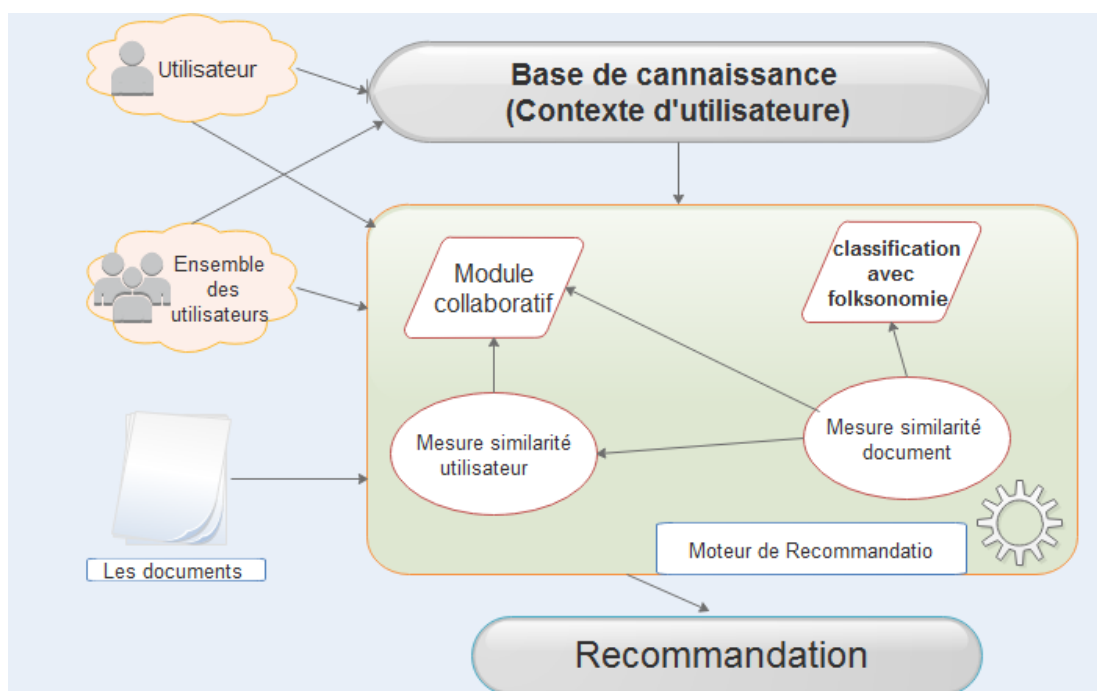 Utilisateur
Base de cannaissance
(Contexte d'utilisateure)
Ensemble
des
utilisateurs
Module
collaboratif
classification
avec
folksonomie
Mesure similarité
utilisateur
Mesure similarité
document
Les documents
Moteur de Recommandatio
Recommandation